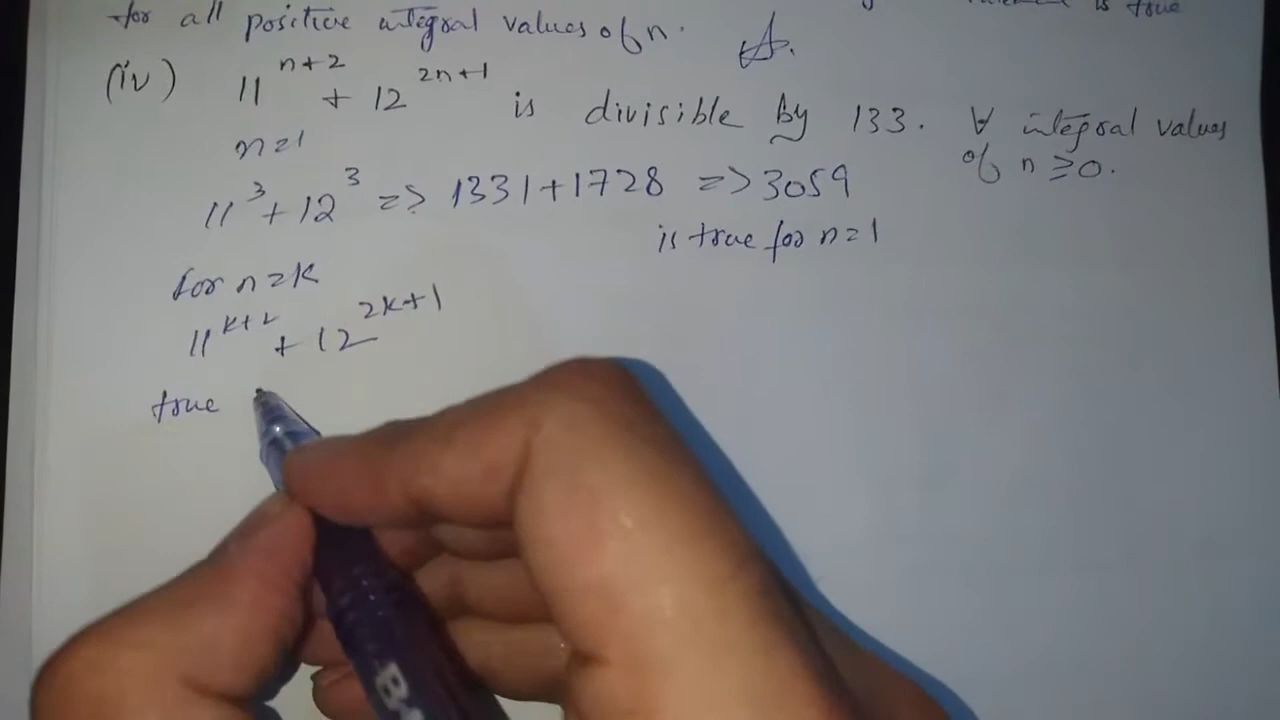 is true
for all positive integral values of n.
(iv) 11^{n+2} + 12^{2n+1} is divisible by 133. ∀ integral values of n ≥ 0.
n=1
11^3 + 12^3 => 1331+1728 => 3059
is true for n=1
for n=k
11^{k+2} + 12^{2k+1}
true